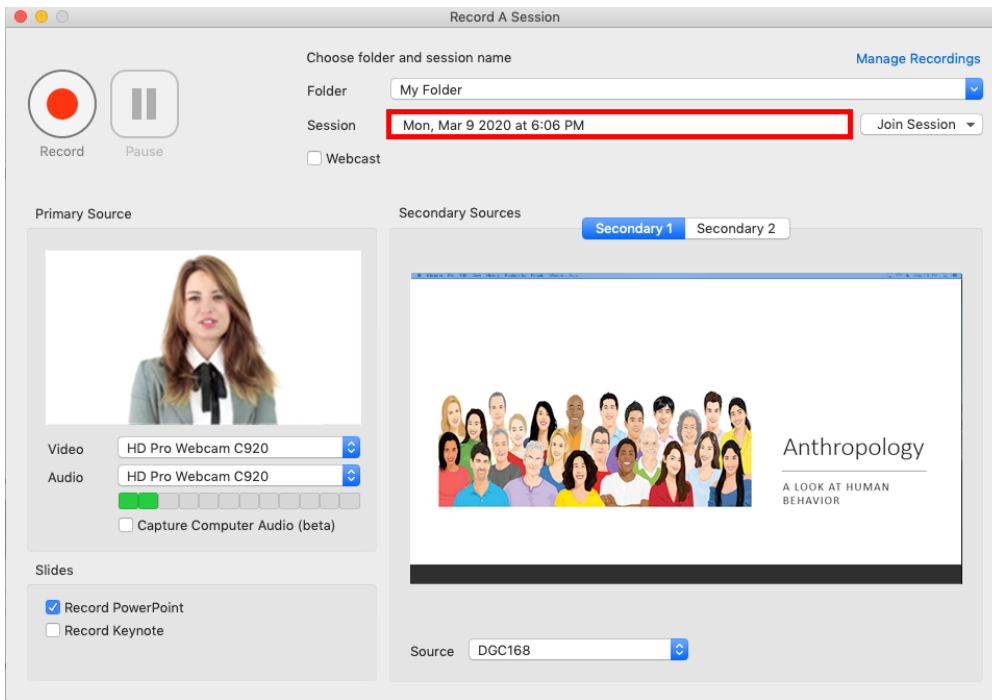 Record A Session
Choose folder and session name
Manage Recordings
Folder
My Folder
Session
Mon, Mar 9 2020 at 6:06 PM
Join Session
Record
Pause
Webcast
Primary Source
Secondary Sources
Secondary 1
Secondary 2
Anthropology
A LOOK AT HUMAN
BEHAVIOR
Video
HD Pro Webcam C920
Audio
HD Pro Webcam C920
Capture Computer Audio (beta)
Slides
Record PowerPoint
Record Keynote
Source
DGC168